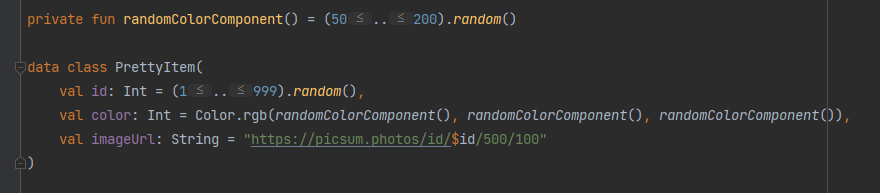 private fun randomColorComponent() = (50 ≤ .. ≤ 200).random()
data class PrettyItem(
val id: Int = (1 ≤ .. ≤ 999).random(),
val color: Int = Color.rgb(randomColorComponent(), randomColorComponent(), randomColorComponent()),
val imageUrl: String = "https://picsum.photos/id/$id/500/100"
)